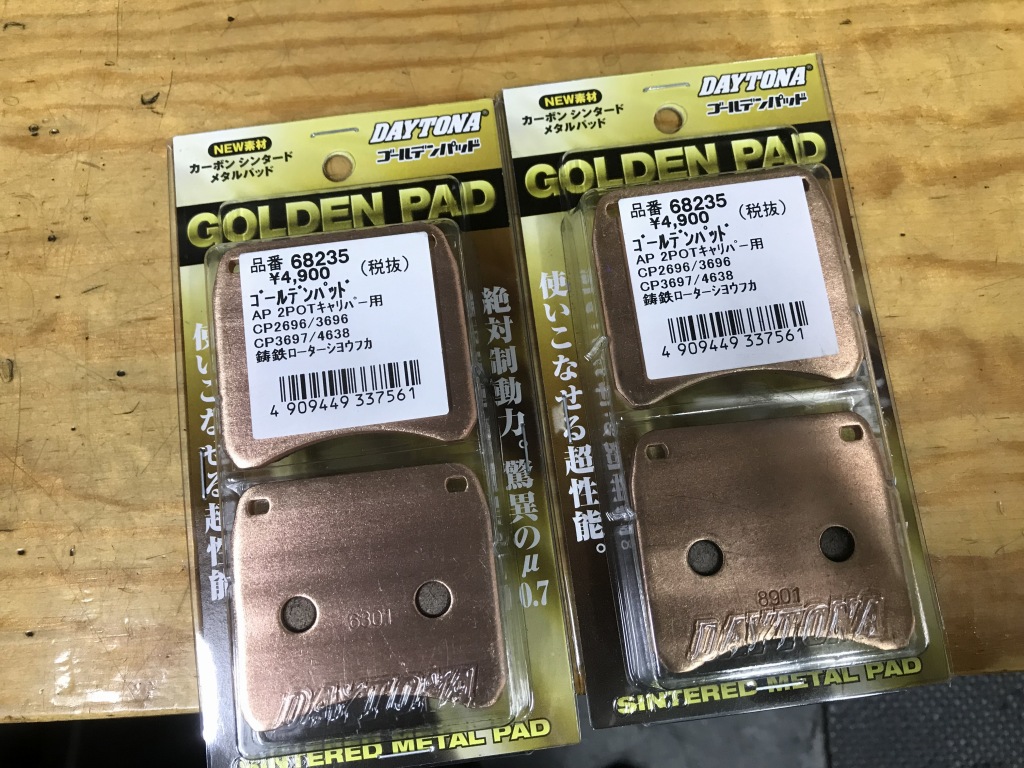 NEW素材
カーボン シンタード
メタルパッド
DAYTONA
ゴールデンパッド
GOLDEN PAD
品番 68235
¥4,900 (税抜)
ゴールデンパッド
AP 2POTキャリパー用
CP2696/3696
CP3697/4638
鋳鉄ローターシヨウフカ
4 909449 337561
使いこなせる超性能
絶対制動力。驚異のμ0.7
6301
DAYTONA
SINTERED METAL PAD
NEW素材
カーボン シンタード
メタルパッド
DAYTONA
ゴールデンパッド
GOLDEN PAD
品番 68235
¥4,900 (税抜)
ゴールデンパッド
AP 2POTキャリパー用
CP2696/3696
CP3697/4638
鋳鉄ローターシヨウフカ
4 909449 337561
使いこなせる超性能。
8901
DAYTONA
SINTERED METAL PAD